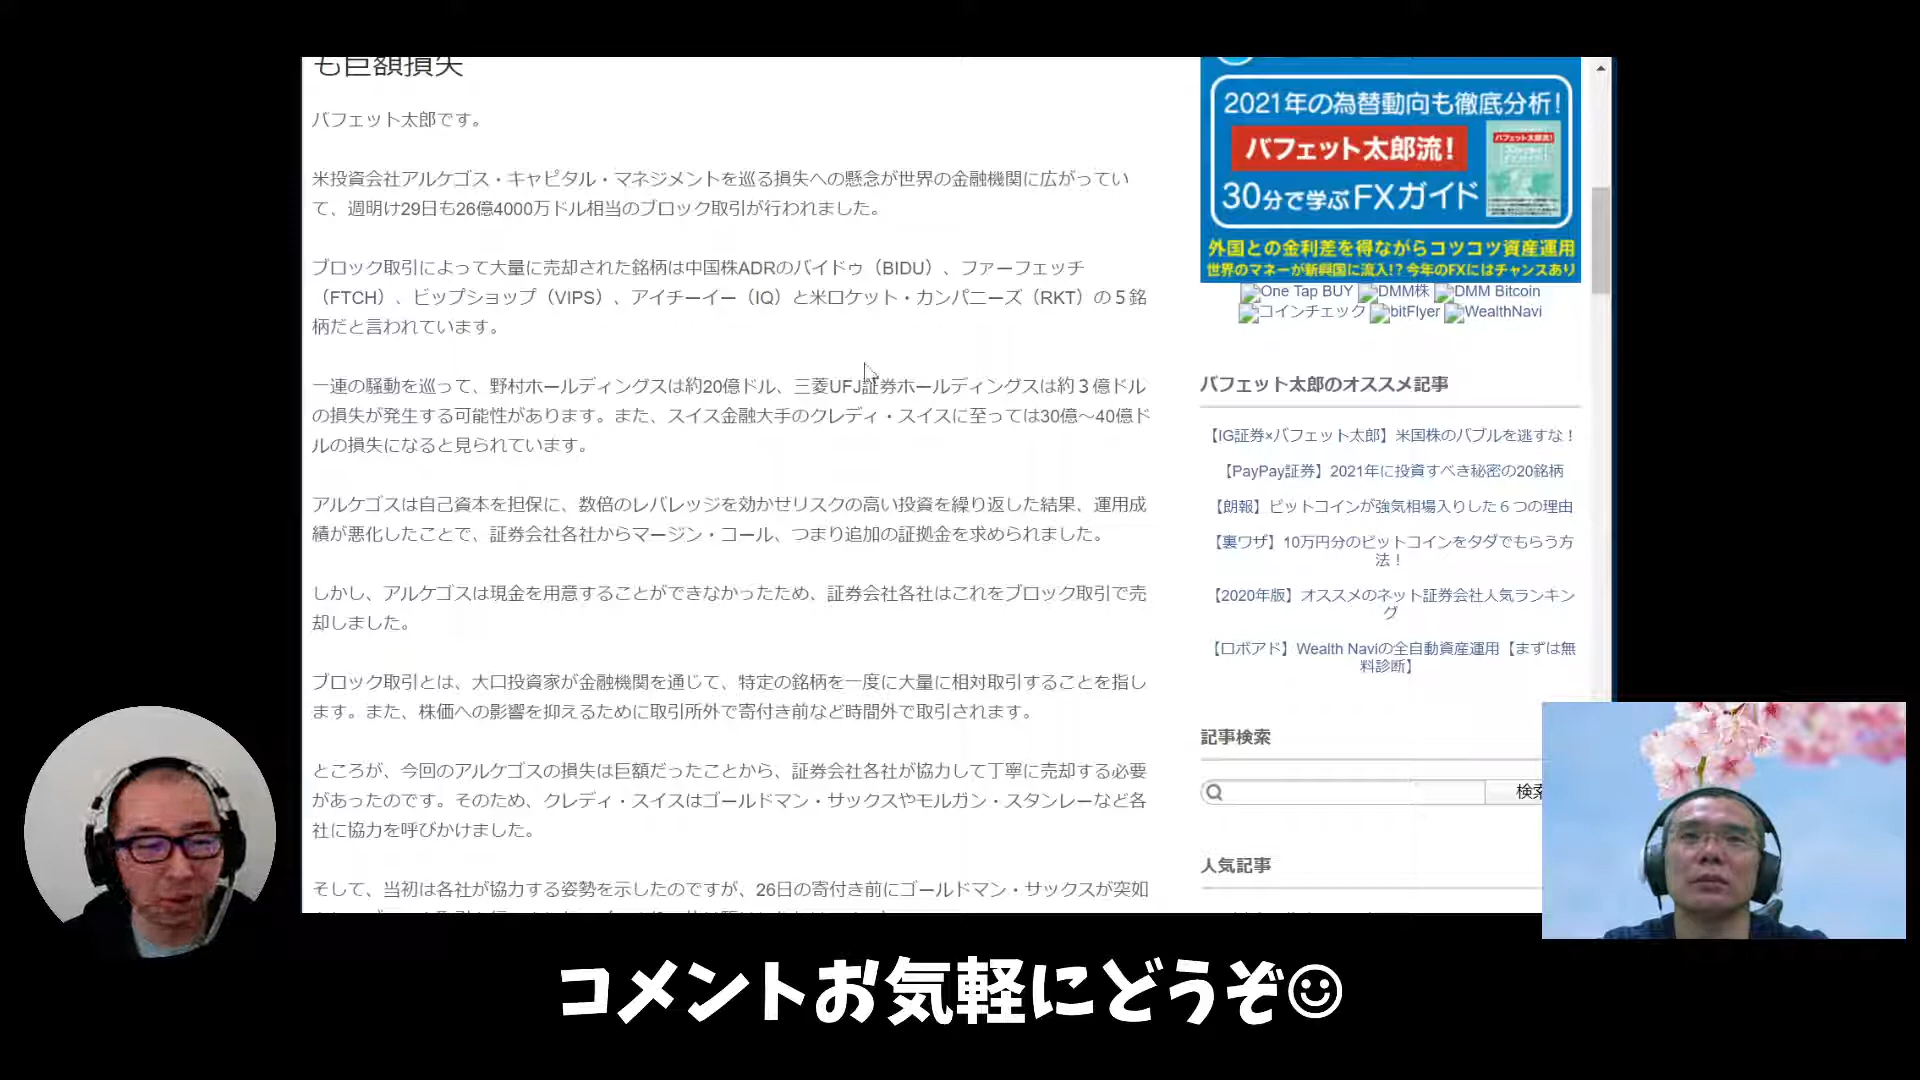 も巨額損失
バフェット太郎です。
米投資会社アルケゴス・キャピタル・マネジメントを巡る損失への懸念が世界の金融機関に広がってい
て、週明け29日も26億4000万ドル相当のブロック取引が行われました。
ブロック取引によって大量に売却された銘柄は中国株ADRのバイドゥ（BIDU）、ファーフェッチ
（FTCH）、ビップショップ（VIPS）、アイチーイー（IQ）と米ロケット・カンパニーズ（RKT）の５銘
柄だと言われています。
一連の騒動を巡って、野村ホールディングスは約20億ドル、三菱UFJ証券ホールディングスは約３億ドル
の損失が発生する可能性があります。また、スイス金融大手のクレディ・スイスに至っては30億〜40億ド
ルの損失になると見られています。
アルケゴスは自己資本を担保に、数倍のレバレッジを効かせリスクの高い投資を繰り返した結果、運用成
績が悪化したことで、証券会社各社からマージン・コール、つまり追加の証拠金を求められました。
しかし、アルケゴスは現金を用意することができなかったため、証券会社各社はこれをブロック取引で売
却しました。
ブロック取引とは、大口投資家が金融機関を通じて、特定の銘柄を一度に大量に相対取引することを指し
ます。また、株価への影響を抑えるために取引所外で寄付き前など時間外で取引されます。
ところが、今回のアルケゴスの損失は巨額だったことから、証券会社各社が協力して丁寧に売却する必要
があったのです。そのため、クレディ・スイスはゴールドマン・サックスやモルガン・スタンレーなど各
社に協力を呼びかけました。
そして、当初は各社が協力する姿勢を示したのですが、26日の寄付き前にゴールドマン・サックスが突如
2021年の為替動向も徹底分析！
バフェット太郎流！
バフェット太郎流！
30分で学ぶFXガイド
外国との金利差を得ながらコツコツ資産運用
世界のマネーが新興国に流入!? 今年のFXにはチャンスあり
One Tap BUY DMM株 DMM Bitcoin
コインチェック bitFlyer WealthNavi
バフェット太郎のオススメ記事
【IG証券×バフェット太郎】米国株のバブルを逃すな！
【PayPay証券】2021年に投資すべき秘密の20銘柄
【朗報】ビットコインが強気相場入りした６つの理由
【裏ワザ】10万円分のビットコインをタダでもらう方
法！
【2020年版】オススメのネット証券会社人気ランキン
グ
【ロボアド】Wealth Naviの全自動資産運用【まずは無
料診断】
記事検索
検索
人気記事
コメントお気軽にどうぞ☺